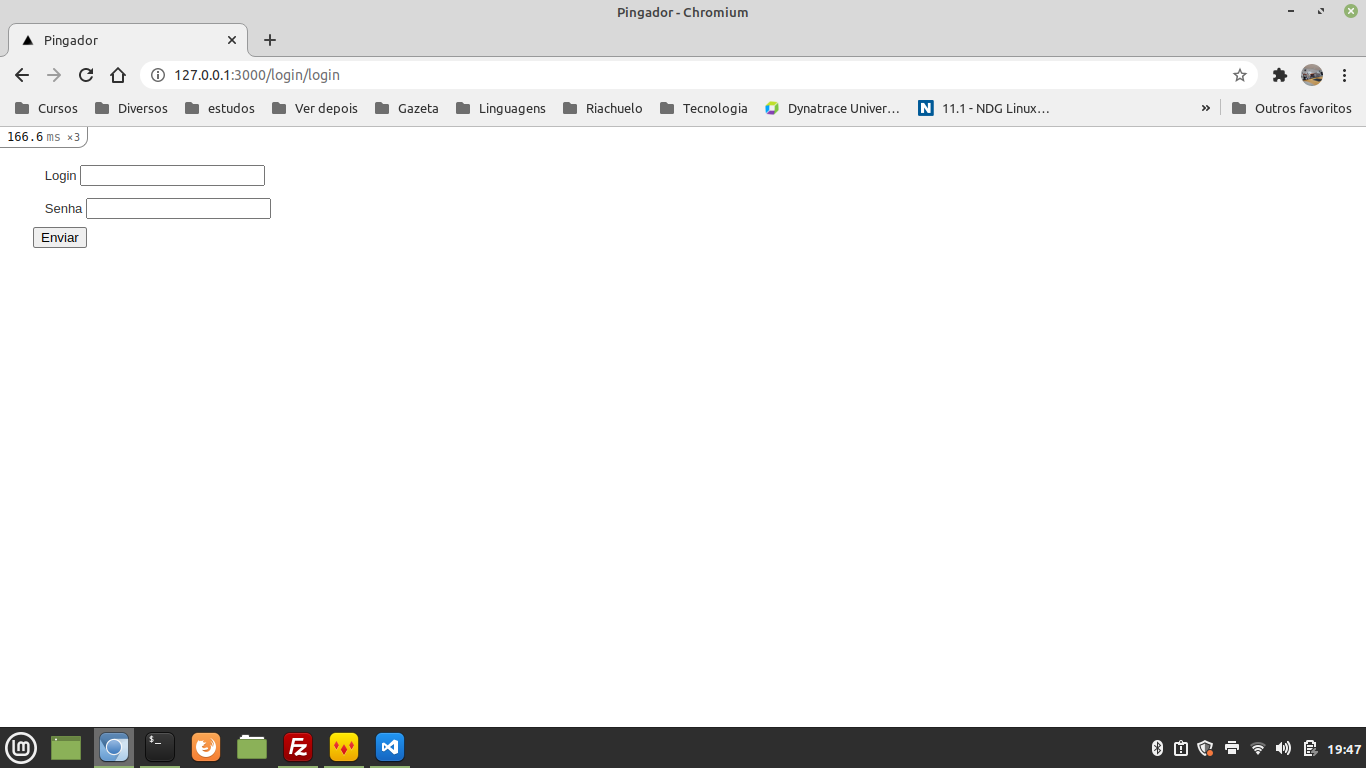 Pingador - Chromium
Pingador
127.0.0.1:3000/login/login
Cursos Diversos estudos Ver depois Gazeta Linguagens Riachuelo Tecnologia Dynatrace Univer… N 11.1 - NDG Linux… » Outros favoritos
166.6 ms ×3
Login
Senha
Enviar
$_ Fz 19:47